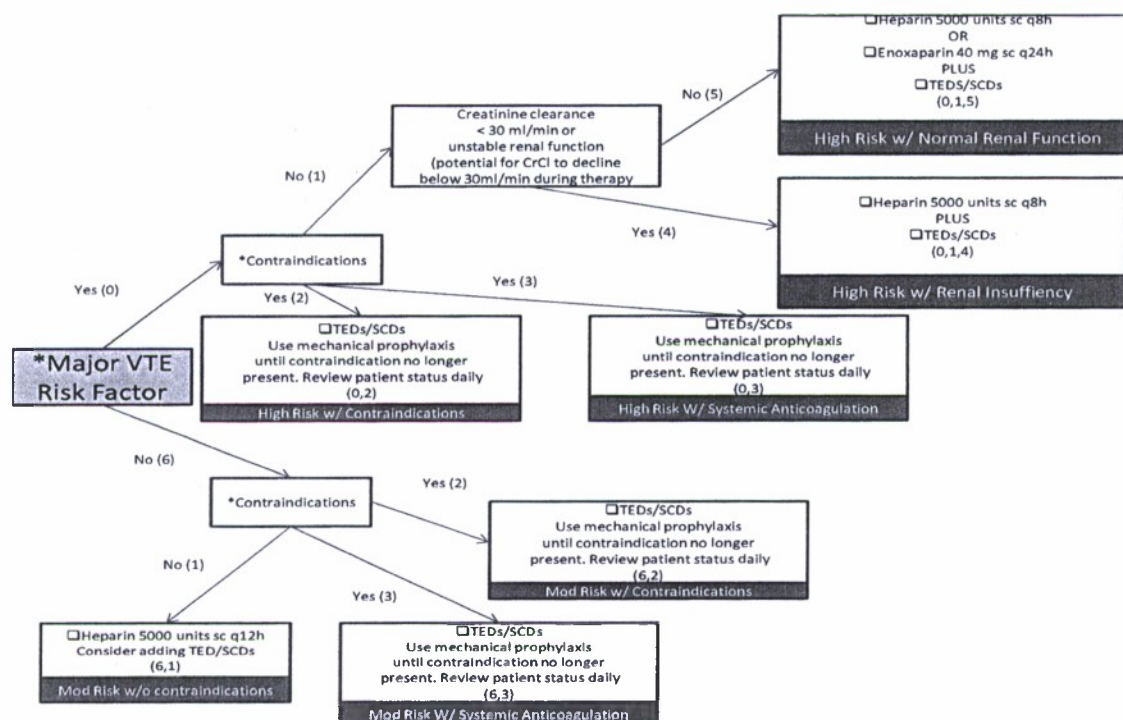 *Major VTE
Risk Factor
Yes (0)
*Contraindications
No (1)
Creatinine clearance
< 30 ml/min or
unstable renal function
(potential for CrCl to decline
below 30ml/min during therapy
No (5)
❑Heparin 5000 units sc q8h
OR
❑Enoxaparin 40 mg sc q24h
PLUS
❑TEDS/SCDs
(0,1,5)
High Risk w/ Normal Renal Function
Yes (4)
❑Heparin 5000 units sc q8h
PLUS
❑TEDs/SCDs
(0,1,4)
High Risk w/ Renal Insuffiency
Yes (2)
❑TEDs/SCDs
Use mechanical prophylaxis
until contraindication no longer
present. Review patient status daily
(0,2)
High Risk w/ Contraindications
Yes (3)
❑TEDs/SCDs
Use mechanical prophylaxis
until contraindication no longer
present. Review patient status daily
(0,3)
High Risk W/ Systemic Anticoagulation
No (6)
*Contraindications
Yes (2)
❑TEDs/SCDs
Use mechanical prophylaxis
until contraindication no longer
present. Review patient status daily
(6,2)
Mod Risk w/ Contraindications
No (1)
❑Heparin 5000 units sc q12h
Consider adding TED/SCDs
(6,1)
Mod Risk w/o contraindications
Yes (3)
❑TEDs/SCDs
Use mechanical prophylaxis
until contraindication no longer
present. Review patient status daily
(6,3)
Mod Risk W/ Systemic Anticoagulation